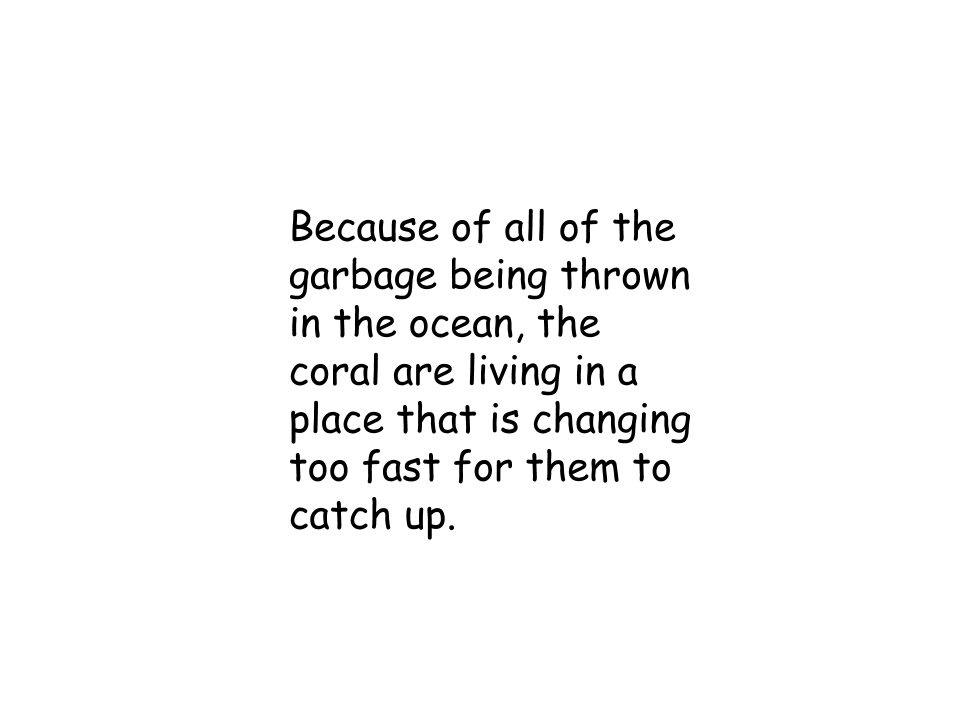 Because of all of the
garbage being thrown
in the ocean, the
coral are living in a
place that is changing
too fast for them to
catch up.